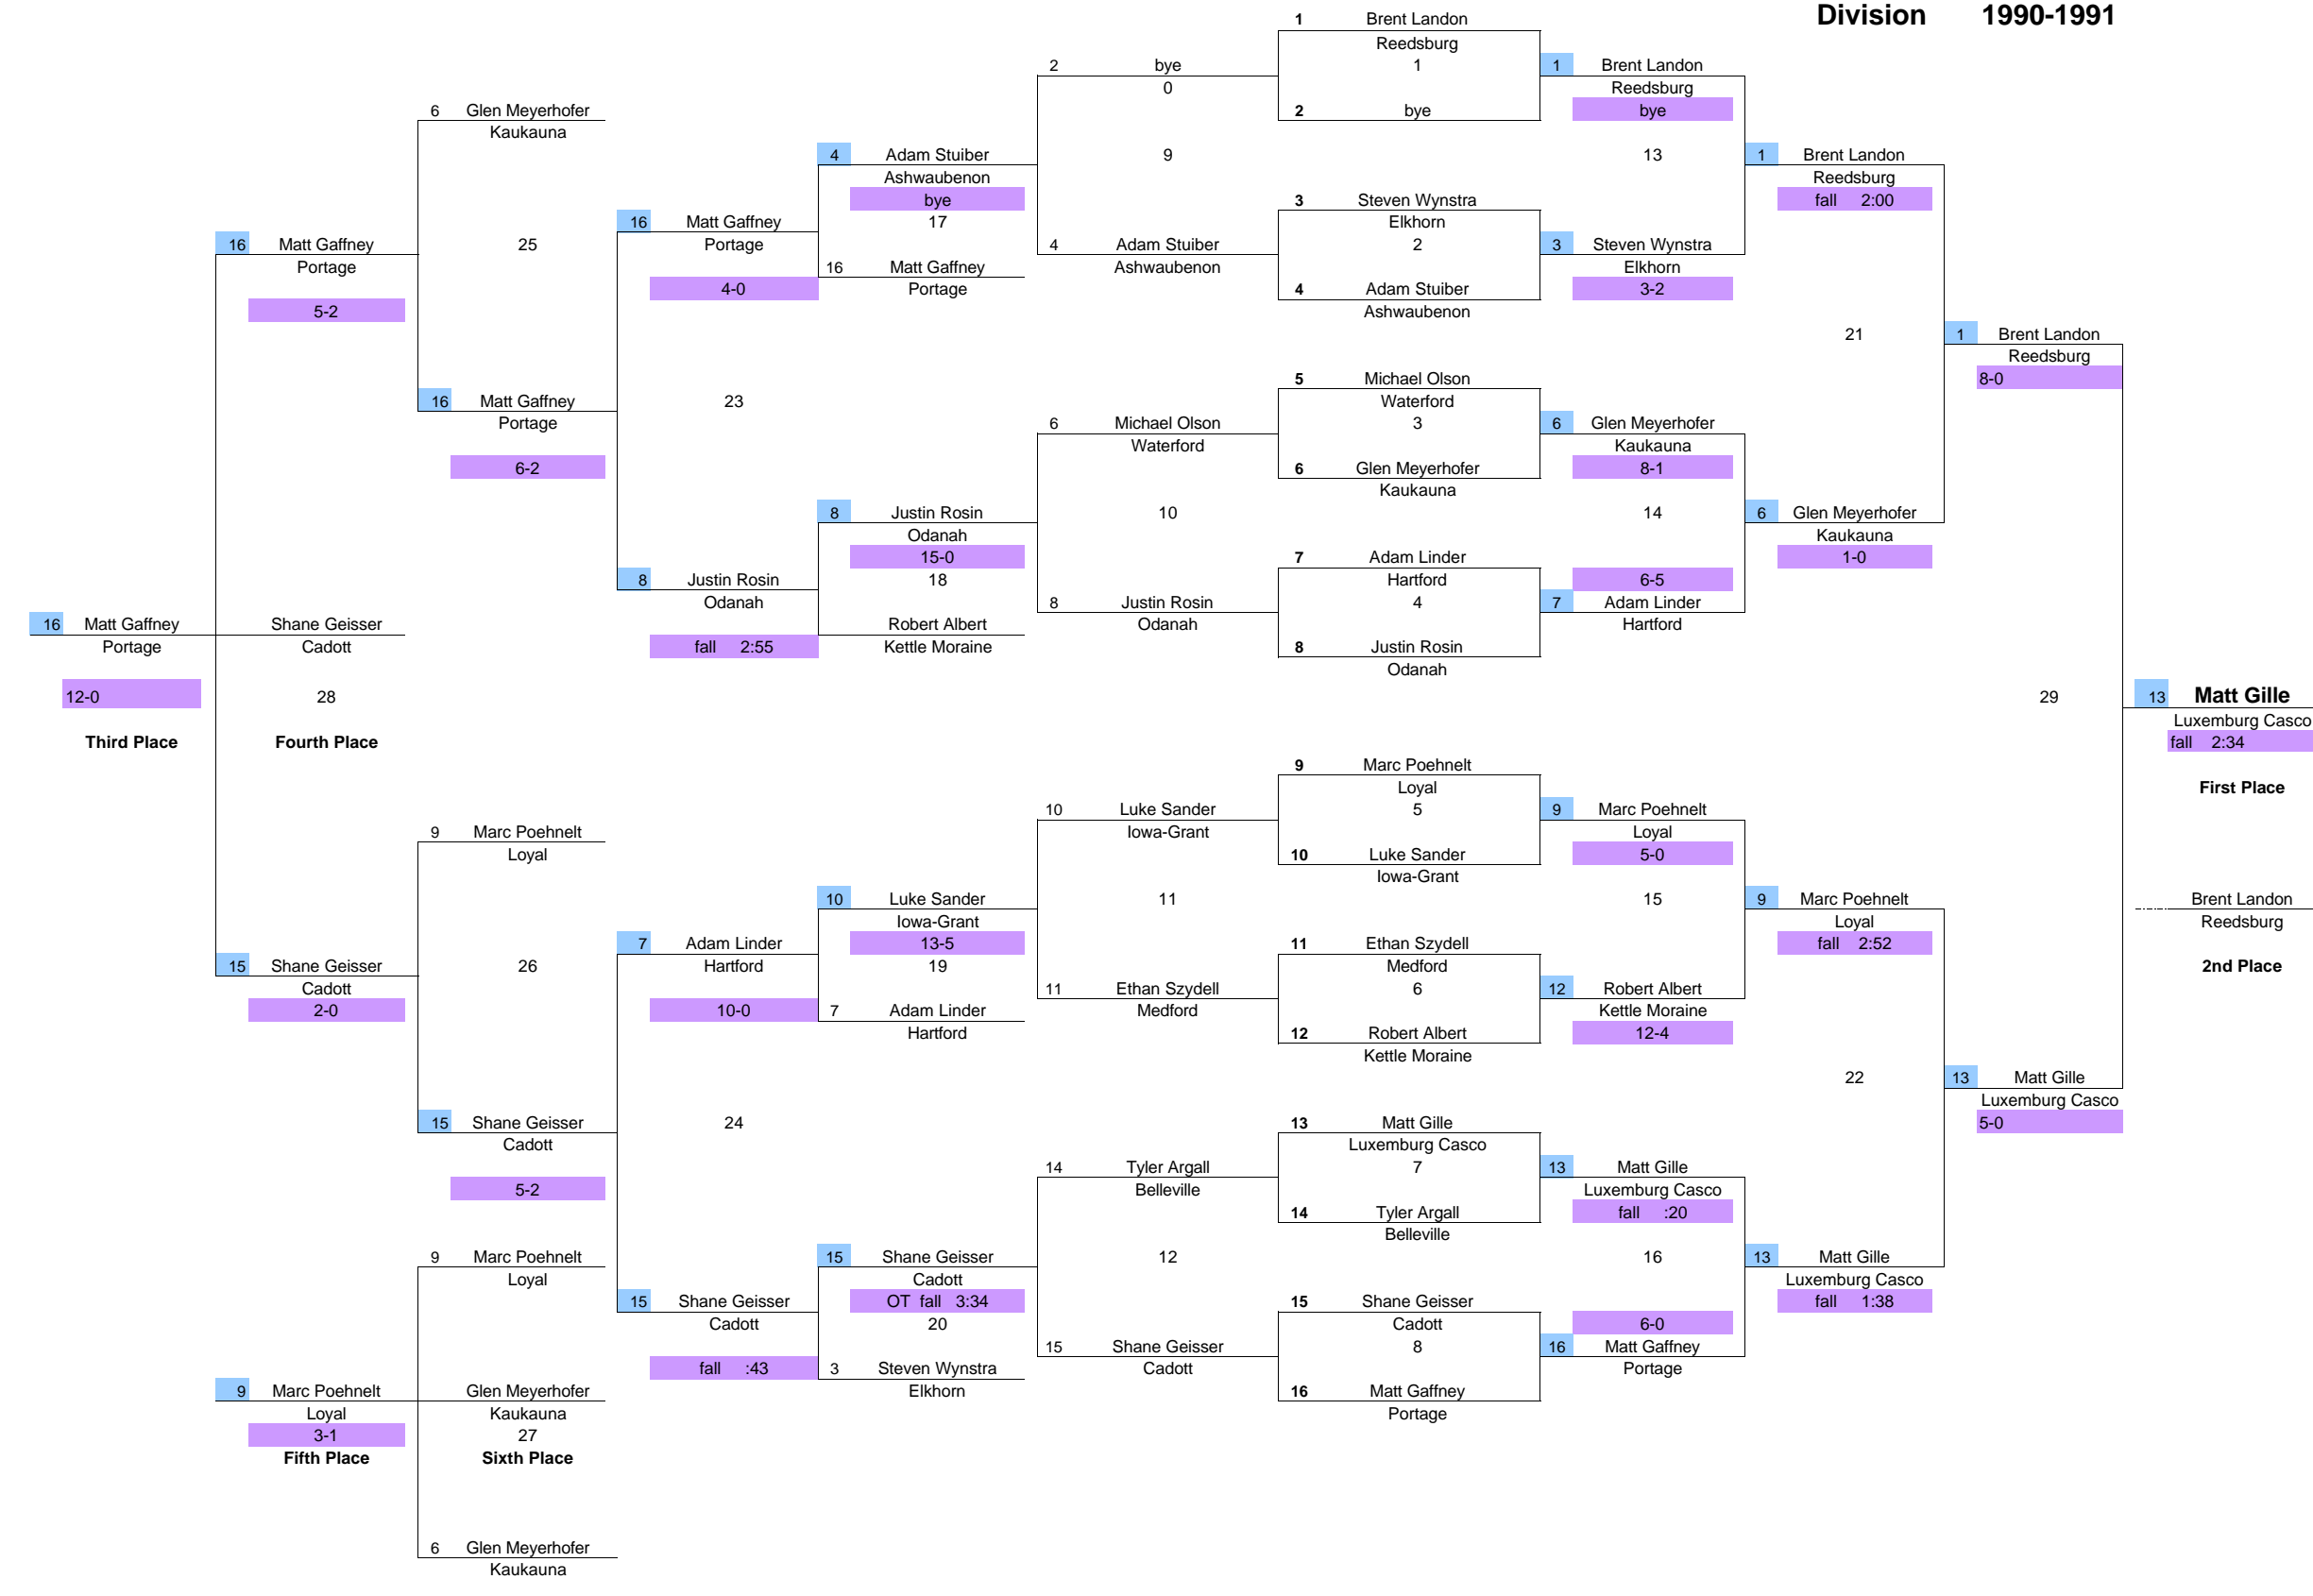 Division 1990-1991
1 Brent Landon
Reedsburg
1
2 bye
3 Steven Wynstra
Elkhorn
2
4 Adam Stuiber
Ashwaubenon
5 Michael Olson
Waterford
3
6 Glen Meyerhofer
Kaukauna
7 Adam Linder
Hartford
4
8 Justin Rosin
Odanah
9 Marc Poehnelt
Loyal
5
10 Luke Sander
Iowa-Grant
11 Ethan Szydell
Medford
6
12 Robert Albert
Kettle Moraine
13 Matt Gille
Luxemburg Casco
7
14 Tyler Argall
Belleville
15 Shane Geisser
Cadott
8
16 Matt Gaffney
Portage
1 Brent Landon
Reedsburg
bye
13
3 Steven Wynstra
Elkhorn
3-2
6 Glen Meyerhofer
Kaukauna
8-1
14
6-5
7 Adam Linder
Hartford
9 Marc Poehnelt
Loyal
5-0
15
12 Robert Albert
Kettle Moraine
12-4
13 Matt Gille
Luxemburg Casco
fall :20
16
6-0
16 Matt Gaffney
Portage
1 Brent Landon
Reedsburg
fall 2:00
21
6 Glen Meyerhofer
Kaukauna
1-0
9 Marc Poehnelt
Loyal
fall 2:52
22
13 Matt Gille
Luxemburg Casco
fall 1:38
1 Brent Landon
Reedsburg
8-0
29
13 Matt Gille
Luxemburg Casco
5-0
13 Matt Gille
Luxemburg Casco
fall 2:34
First Place
Brent Landon
Reedsburg
2nd Place
2 bye
0
9
4 Adam Stuiber
Ashwaubenon
6 Michael Olson
Waterford
10
8 Justin Rosin
Odanah
10 Luke Sander
Iowa-Grant
11
11 Ethan Szydell
Medford
14 Tyler Argall
Belleville
12
15 Shane Geisser
Cadott
4 Adam Stuiber
Ashwaubenon
bye
17
16 Matt Gaffney
Portage
8 Justin Rosin
Odanah
15-0
18
Robert Albert
Kettle Moraine
10 Luke Sander
Iowa-Grant
13-5
19
7 Adam Linder
Hartford
15 Shane Geisser
Cadott
OT fall 3:34
20
3 Steven Wynstra
Elkhorn
16 Matt Gaffney
Portage
4-0
23
8 Justin Rosin
Odanah
fall 2:55
7 Adam Linder
Hartford
10-0
24
15 Shane Geisser
Cadott
fall :43
6 Glen Meyerhofer
Kaukauna
25
16 Matt Gaffney
Portage
6-2
9 Marc Poehnelt
Loyal
26
15 Shane Geisser
Cadott
5-2
16 Matt Gaffney
Portage
5-2
Shane Geisser
Cadott
28
Fourth Place
15 Shane Geisser
Cadott
2-0
16 Matt Gaffney
Portage
12-0
Third Place
9 Marc Poehnelt
Loyal
Glen Meyerhofer
Kaukauna
27
Sixth Place
6 Glen Meyerhofer
Kaukauna
9 Marc Poehnelt
Loyal
3-1
Fifth Place